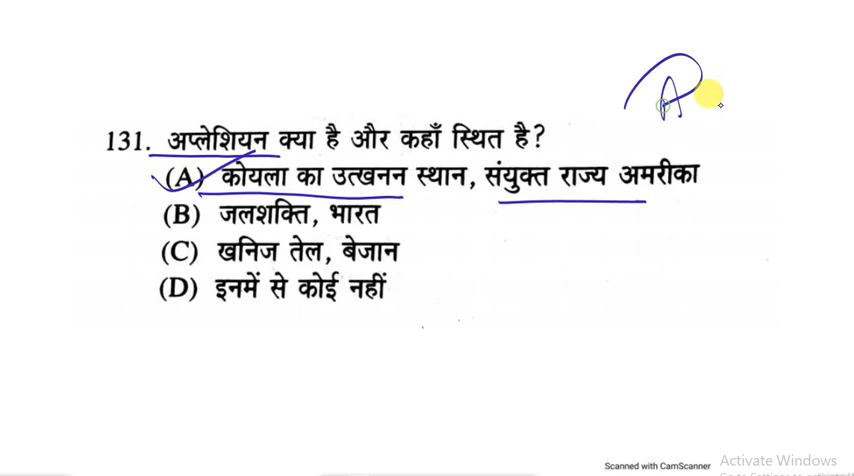 A
131. अप्लेशियन क्या है और कहाँ स्थित है?
(A) कोयला का उत्खनन स्थान, संयुक्त राज्य अमरीका
(B) जलशक्ति, भारत
(C) खनिज तेल, बेजान
(D) इनमें से कोई नहीं
Scanned with CamScanner
Activate Windows